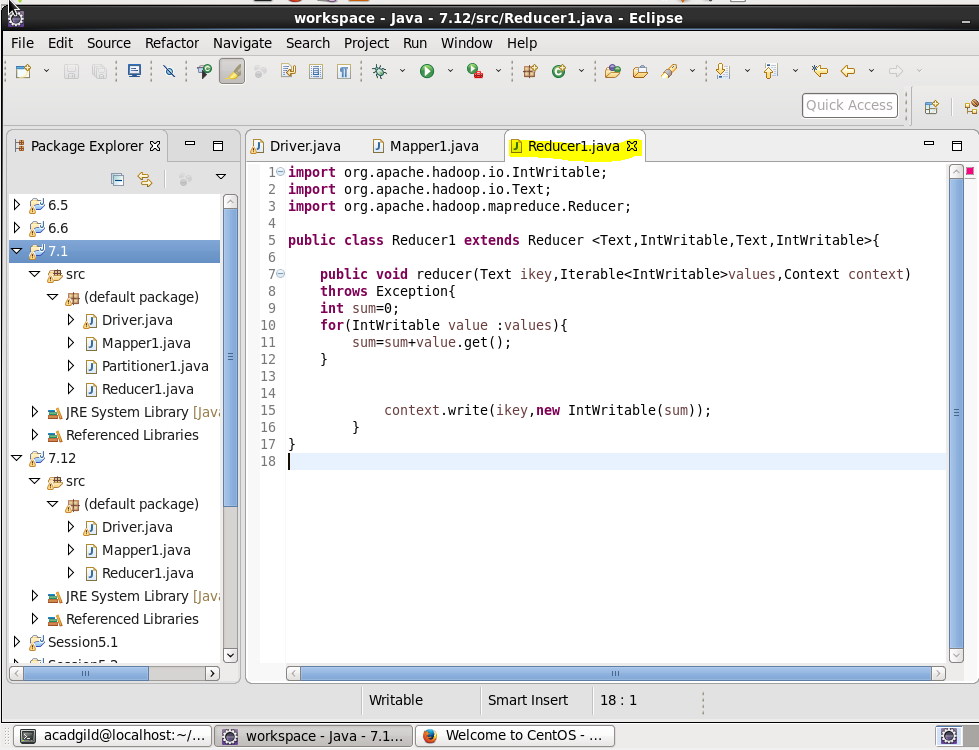 workspace - Java - 7.12/src/Reducer1.java - Eclipse
File Edit Source Refactor Navigate Search Project Run Window Help
Quick Access
Package Explorer
6.5
6.6
7.1
src
(default package)
Driver.java
Mapper1.java
Partitioner1.java
Reducer1.java
JRE System Library [Java
Referenced Libraries
7.12
src
(default package)
Driver.java
Mapper1.java
Reducer1.java
JRE System Library [Java
Referenced Libraries
Session5.1
Driver.java Mapper1.java Reducer1.java
1 import org.apache.hadoop.io.IntWritable;
2 import org.apache.hadoop.io.Text;
3 import org.apache.hadoop.mapreduce.Reducer;
4
5 public class Reducer1 extends Reducer <Text,IntWritable,Text,IntWritable>{
6
7 public void reducer(Text ikey,Iterable<IntWritable>values,Context context)
8 throws Exception{
9 int sum=0;
10 for(IntWritable value :values){
11 sum=sum+value.get();
12 }
13
14
15 context.write(ikey,new IntWritable(sum));
16 }
17 }
18
Writable Smart Insert 18 : 1
acadgild@localhost:~/... workspace - Java - 7.1... Welcome to CentOS - ...